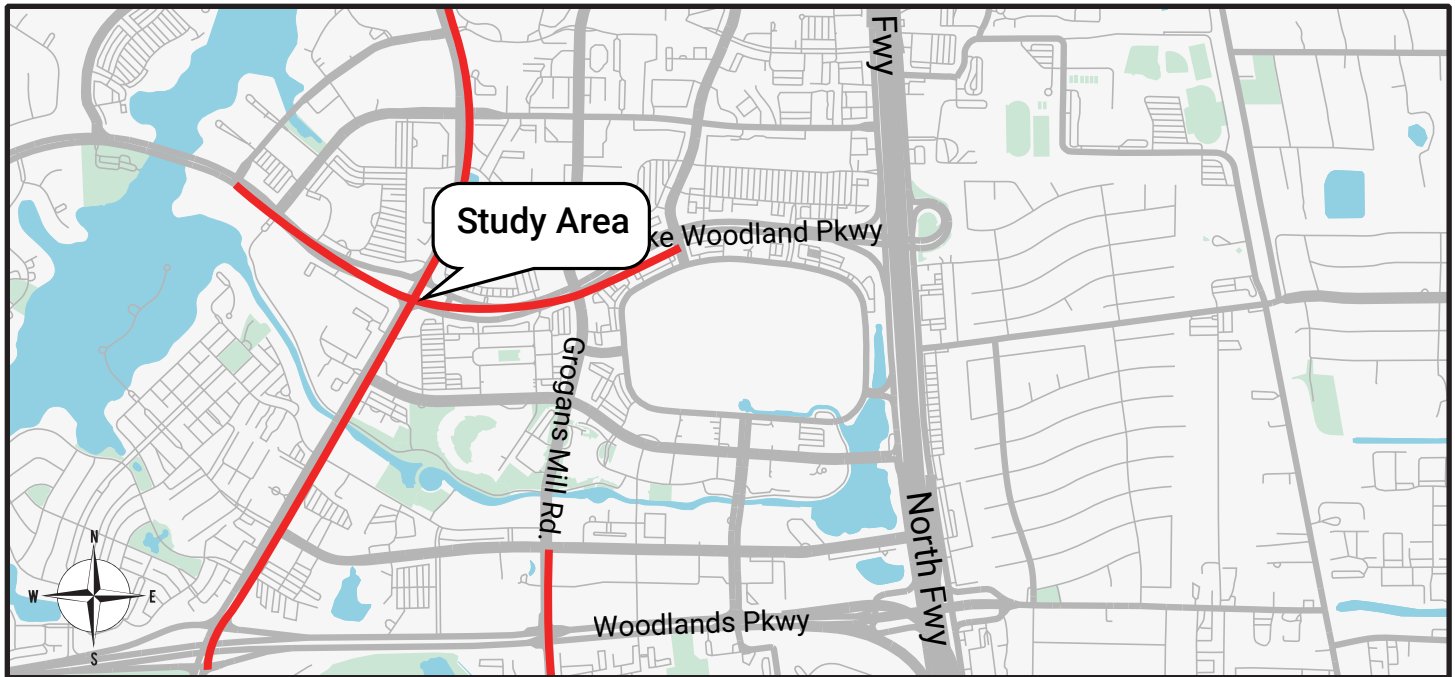 Fwy
Study Area
ke Woodland Pkwy
Grogans Mill Rd.
North Fwy
Woodlands Pkwy
N
W
E
S